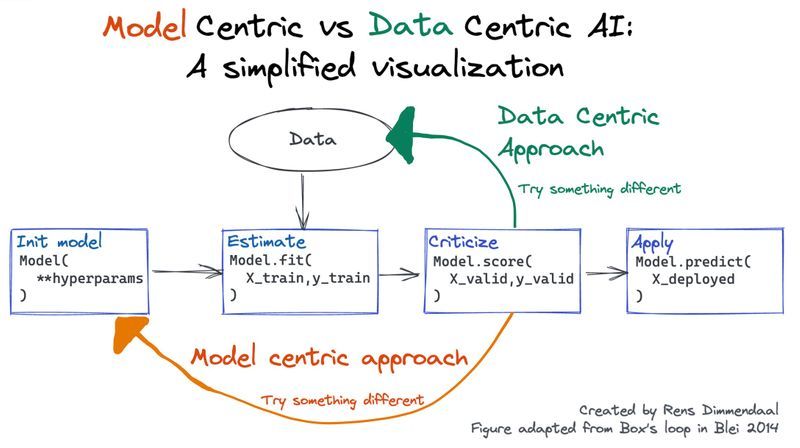 Model Centric vs Data Centric AI:
A simplified visualization
Data
Data Centric
Approach
Try something different
Init model
Model(
**hyperparams
)
Estimate
Model.fit(
X_train,y_train
)
Criticize
Model.score(
X_valid,y_valid
)
Apply
Model.predict(
X_deployed
)
Model centric approach
Try something different
Created by Rens Dimmendaal
Figure adapted from Box's loop in Blei 2014